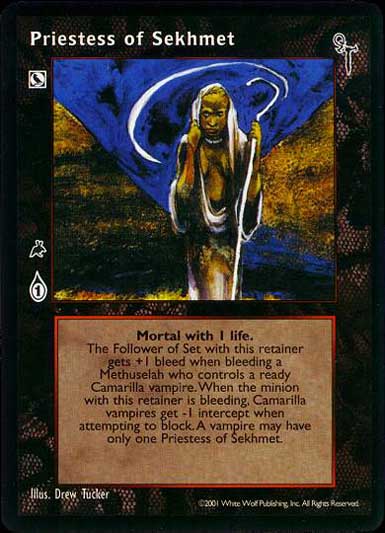 Priestess of Sekhmet
1
Mortal with 1 life.
The Follower of Set with this retainer
gets +1 bleed when bleeding a
Methuselah who controls a ready
Camarilla vampire. When the minion
with this retainer is bleeding, Camarilla
vampires get -1 intercept when
attempting to block. A vampire may have
only one Priestess of Sekhmet.
Illus. Drew Tucker
©2001 White Wolf Publishing, Inc. All Rights Reserved.